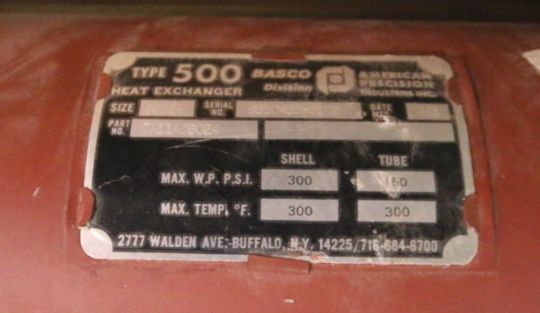 TYPE 500 BASCO AMERICAN
HEAT EXCHANGER Division PRECISION
INDUSTRIES INC.
SIZE SERIAL NO. DATE
PART NO.
SHELL TUBE
MAX. W.P. P.S.I. 300 150
MAX. TEMP. °F. 300 300
2777 WALDEN AVE.-BUFFALO, N.Y. 14225/716-684-6700